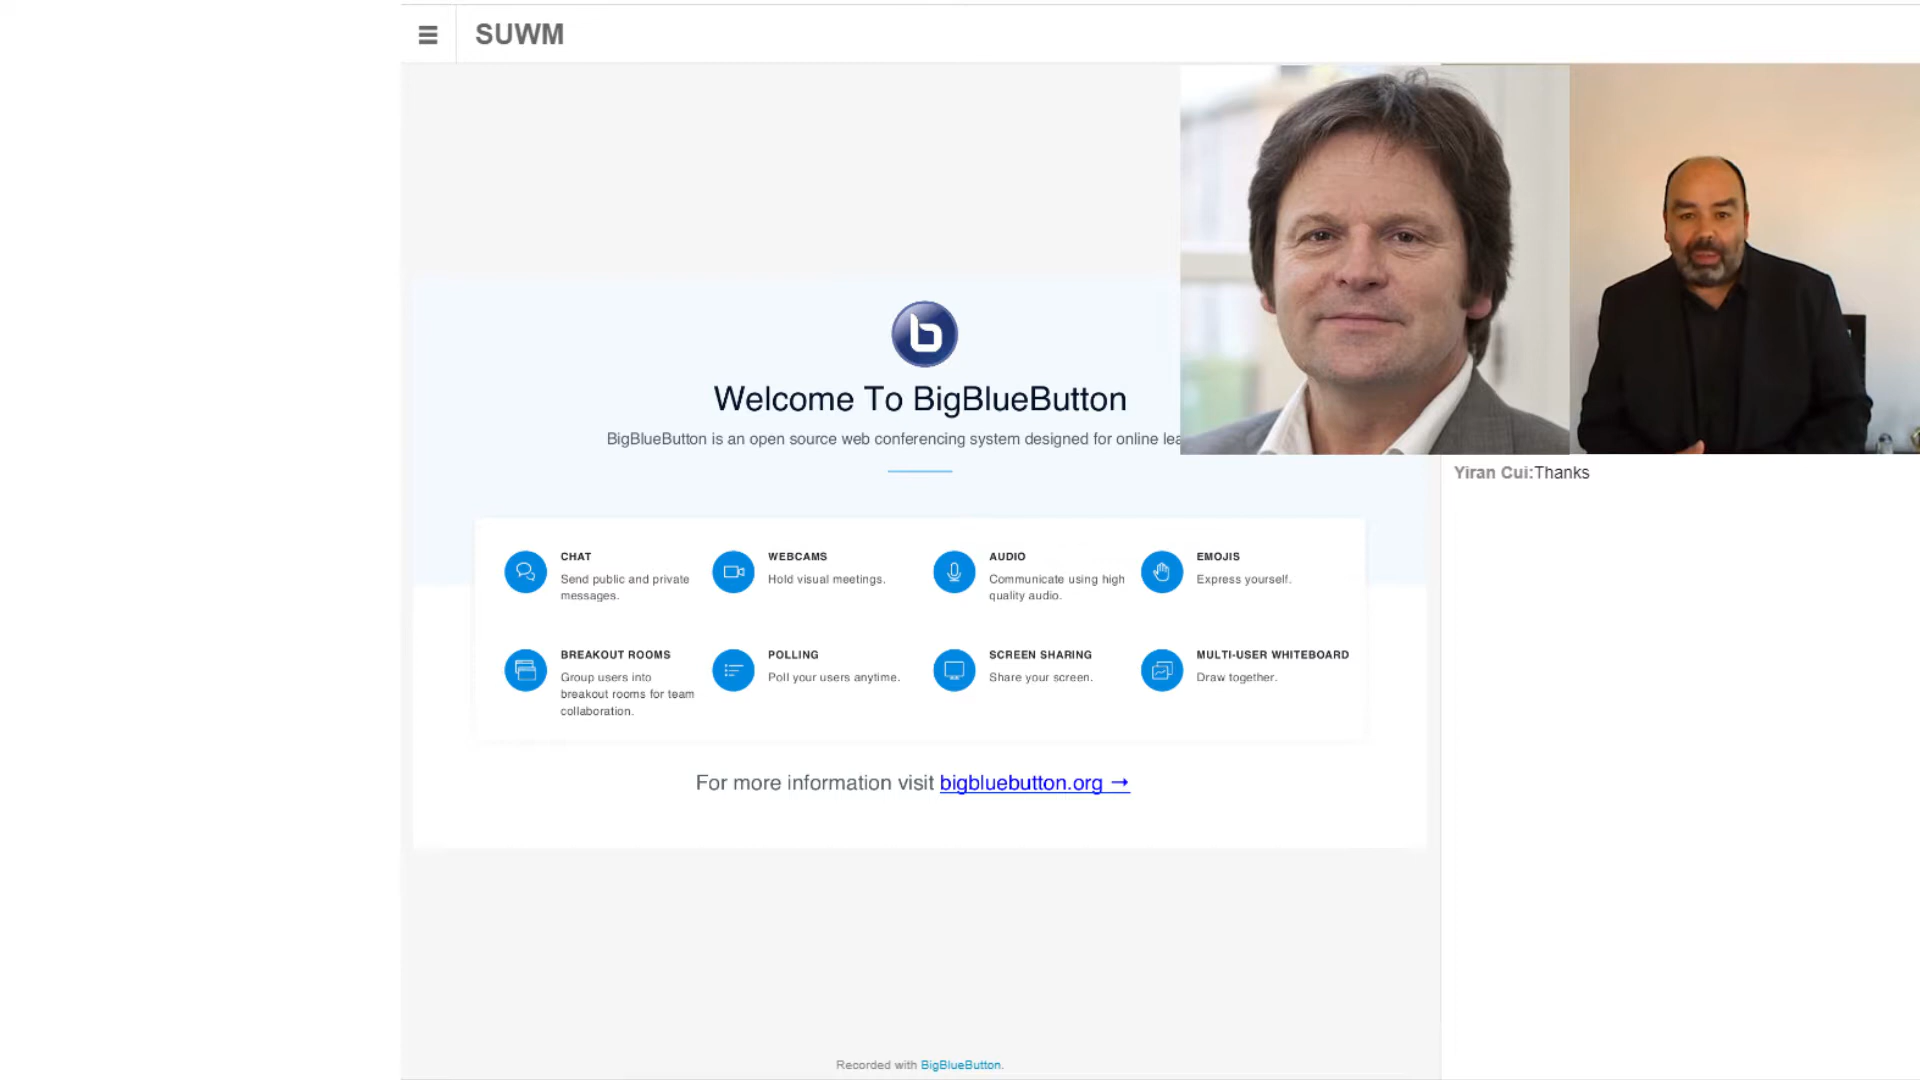 SUWM
Welcome To BigBlueButton
BigBlueButton is an open source web conferencing system designed for online
Yiran Cui:Thanks
CHAT
Send public and private
messages.
WEBCAMS
Hold visual meetings.
AUDIO
Communicate using high
quality audio.
EMOJIS
Express yourself.
BREAKOUT ROOMS
Group users into
breakout rooms for team
collaboration.
POLLING
Poll your users anytime.
SCREEN SHARING
Share your screen.
MULTI-USER WHITEBOARD
Draw together.
For more information visit bigbluebutton.org →
Recorded with BigBlueButton.